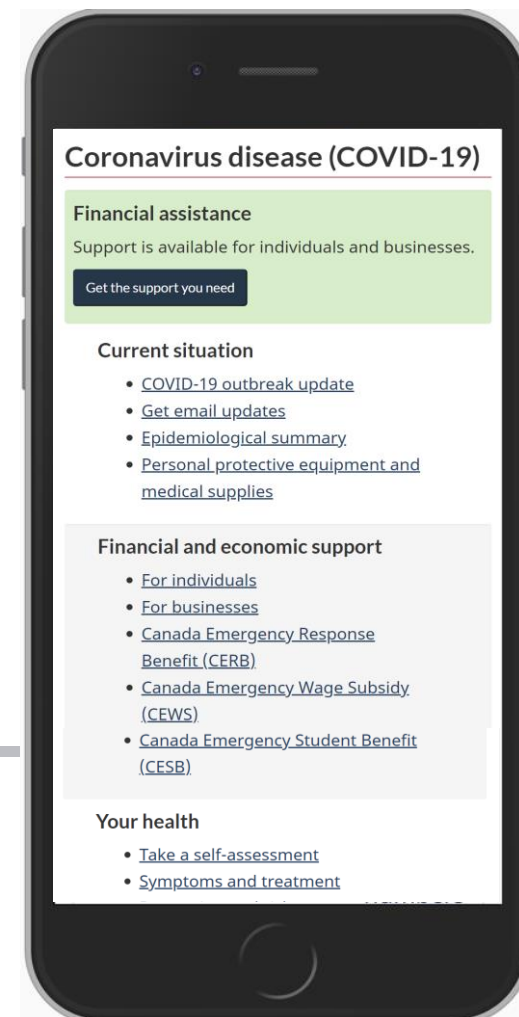 Coronavirus disease (COVID-19)
Financial assistance
Support is available for individuals and businesses.
Get the support you need
Current situation
COVID-19 outbreak update
Get email updates
Epidemiological summary
Personal protective equipment and
medical supplies
Financial and economic support
For individuals
For businesses
Canada Emergency Response
Benefit (CERB)
Canada Emergency Wage Subsidy
(CEWS)
Canada Emergency Student Benefit
(CESB)
Your health
Take a self-assessment
Symptoms and treatment